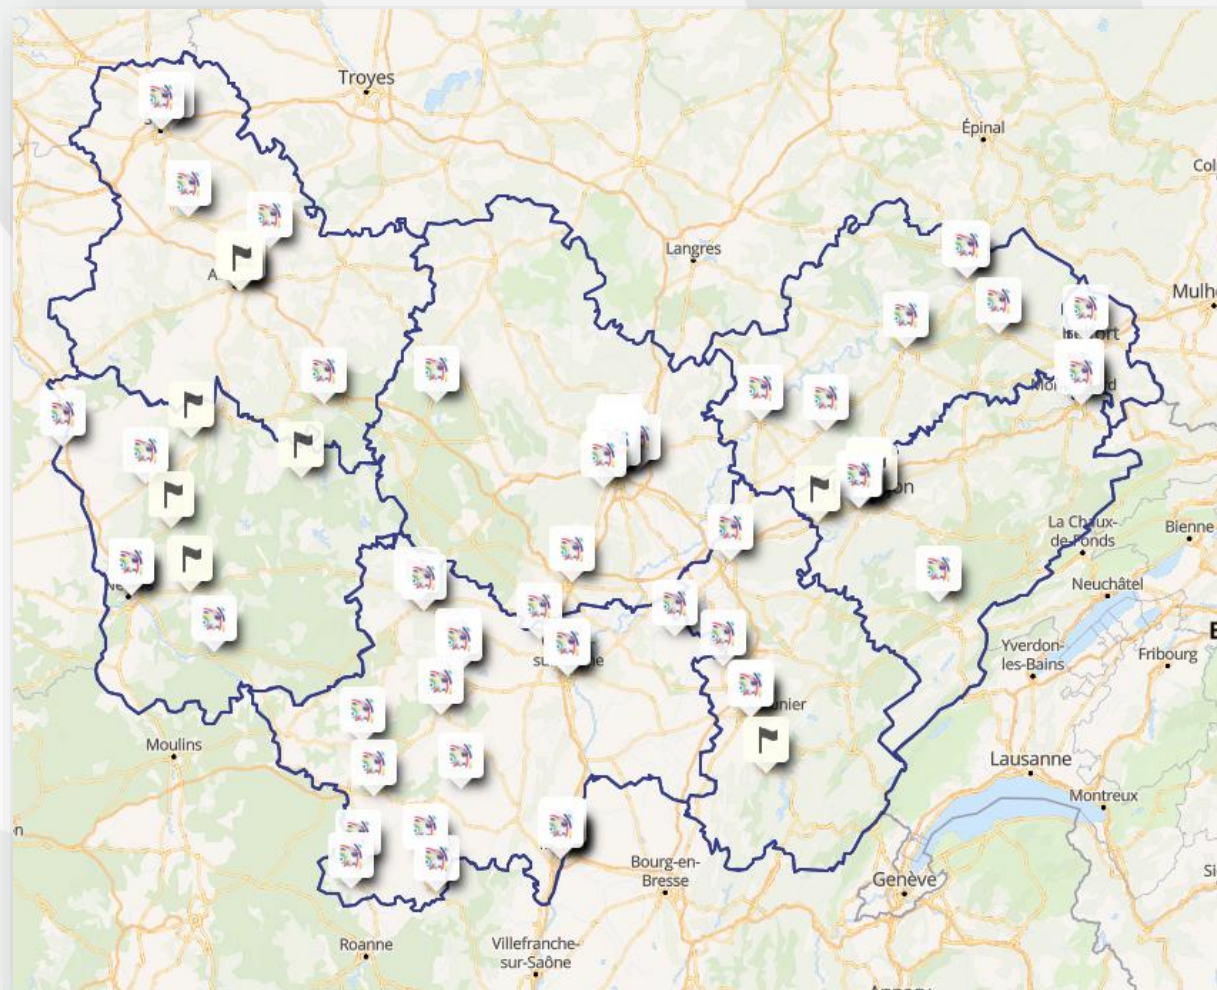 Troyes
Épinal
Col
Langres
Mulh
La Chaux-
de-Fonds
Bienne
Neuchâtel
Yverdon-
les-Bains
Fribourg
Moulins
Lausanne
Montreux
Bourg-en-
Bresse
Genève
Roanne
Villefranche-
sur-Saône